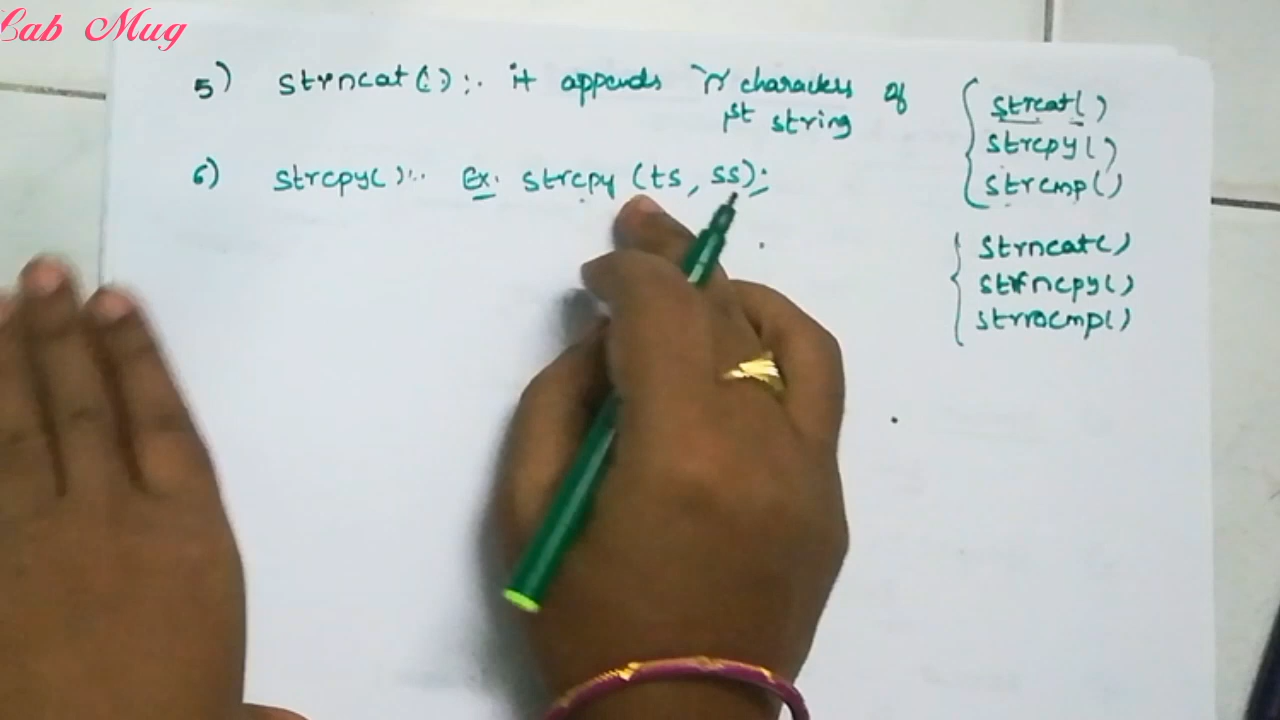 Lab Mug
5) strncat( ):. it appends 'n' characters of
1st string
6) strcpy( ):. Ex. strcpy (ts, ss);
strcat( )
strcpy( )
strcmp( )
strncat( )
strncpy( )
strncmp( )